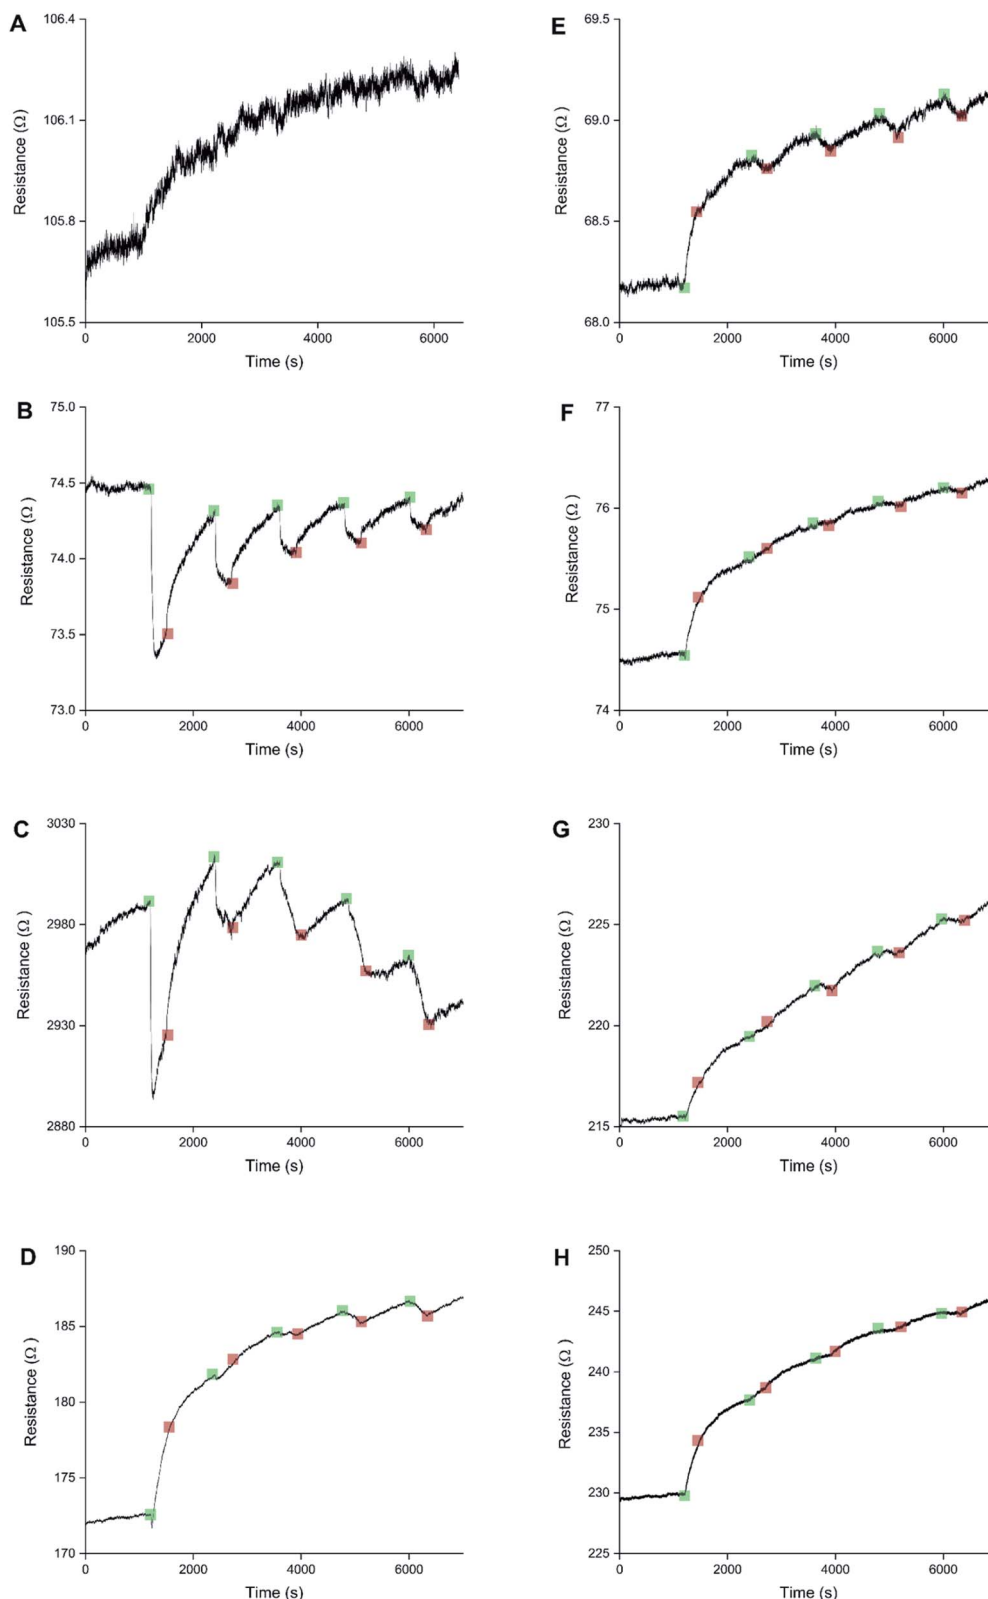 A
106.4
106.1
105.8
105.5
Resistance (Ω)
0 2000 4000 6000
Time (s)
E
69.5
69.0
68.5
68.0
Resistance (Ω )
0 2000 4000 6000
Time (s)
B
75.0
74.5
74.0
73.5
73.0
Resistance (Ω )
0 2000 4000 6000
Time (s)
F
77
76
75
74
Resistance (Ω )
0 2000 4000 6000
Time (s)
C
3030
2980
2930
2880
Resistance (Ω )
0 2000 4000 6000
Time (s)
G
230
225
220
215
Resistance (Ω )
0 2000 4000 6000
Time (s)
D
190
185
180
175
170
Resistance (Ω )
0 2000 4000 6000
Time (s)
H
250
245
240
235
230
225
Resistance (Ω )
0 2000 4000 6000
Time (s)